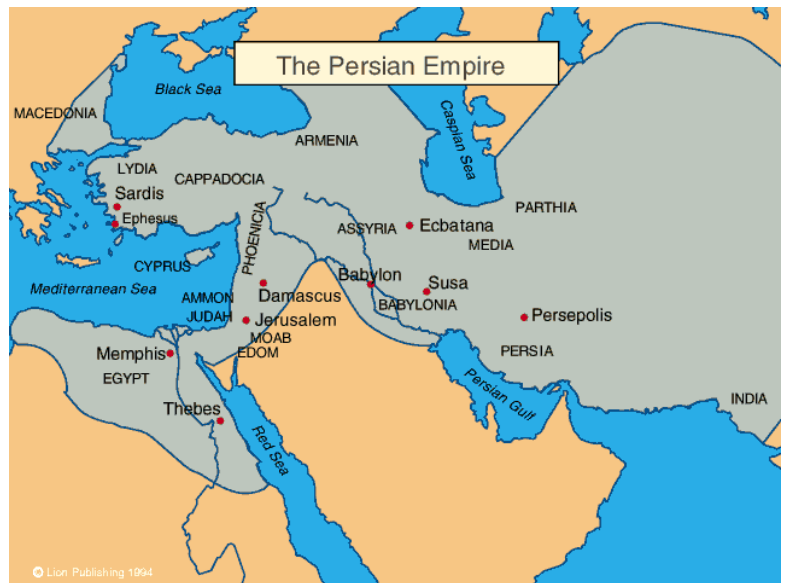 The Persian Empire
Black Sea
Caspian Sea
MACEDONIA
ARMENIA
LYDIA
CAPPADOCIA
Sardis
Ephesus
PARTHIA
PHOENICIA
ASSYRIA
Ecbatana
MEDIA
CYPRUS
Mediterranean Sea
Babylon
Susa
AMMON
Damascus
BABYLONIA
JUDAH
Jerusalem
Persepolis
MOAB
EDOM
Memphis
PERSIA
EGYPT
Persian Gulf
INDIA
Thebes
Red Sea
© Lion Publishing 1994